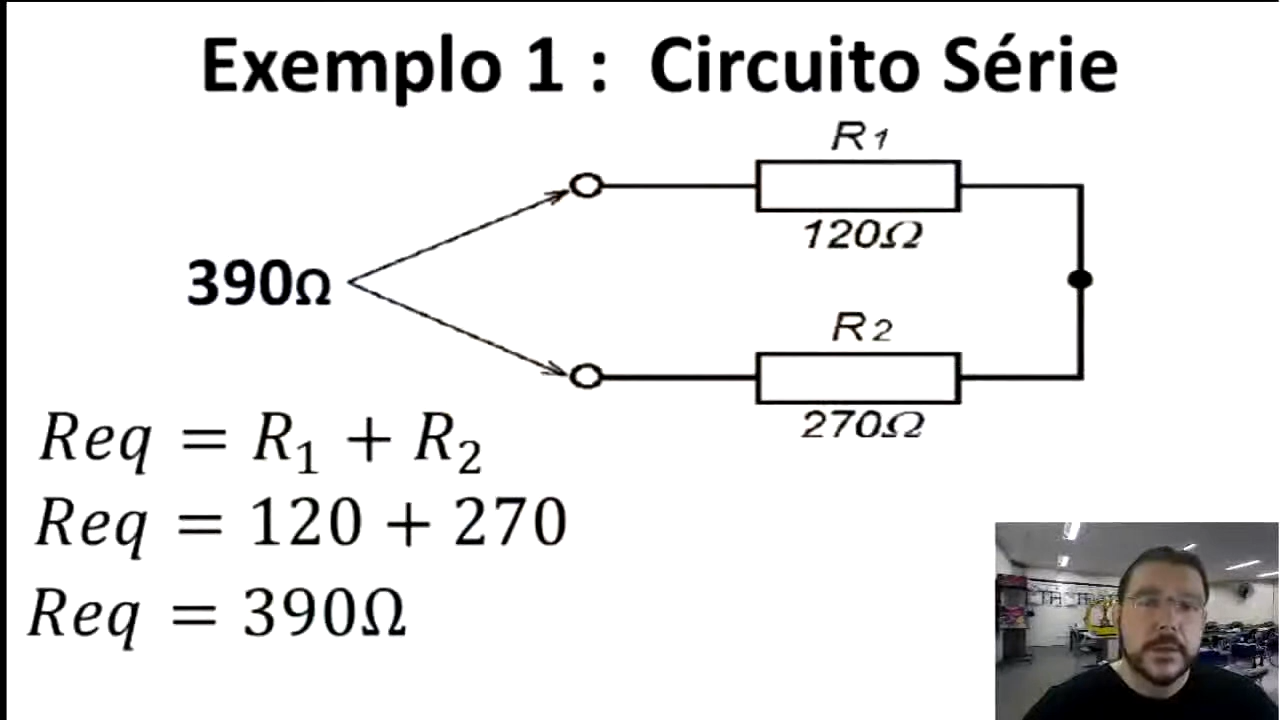 Exemplo 1 : Circuito Série
R1
120Ω
390Ω
R2
270Ω
Req = R₁ + R₂
Req = 120 + 270
Req = 390Ω